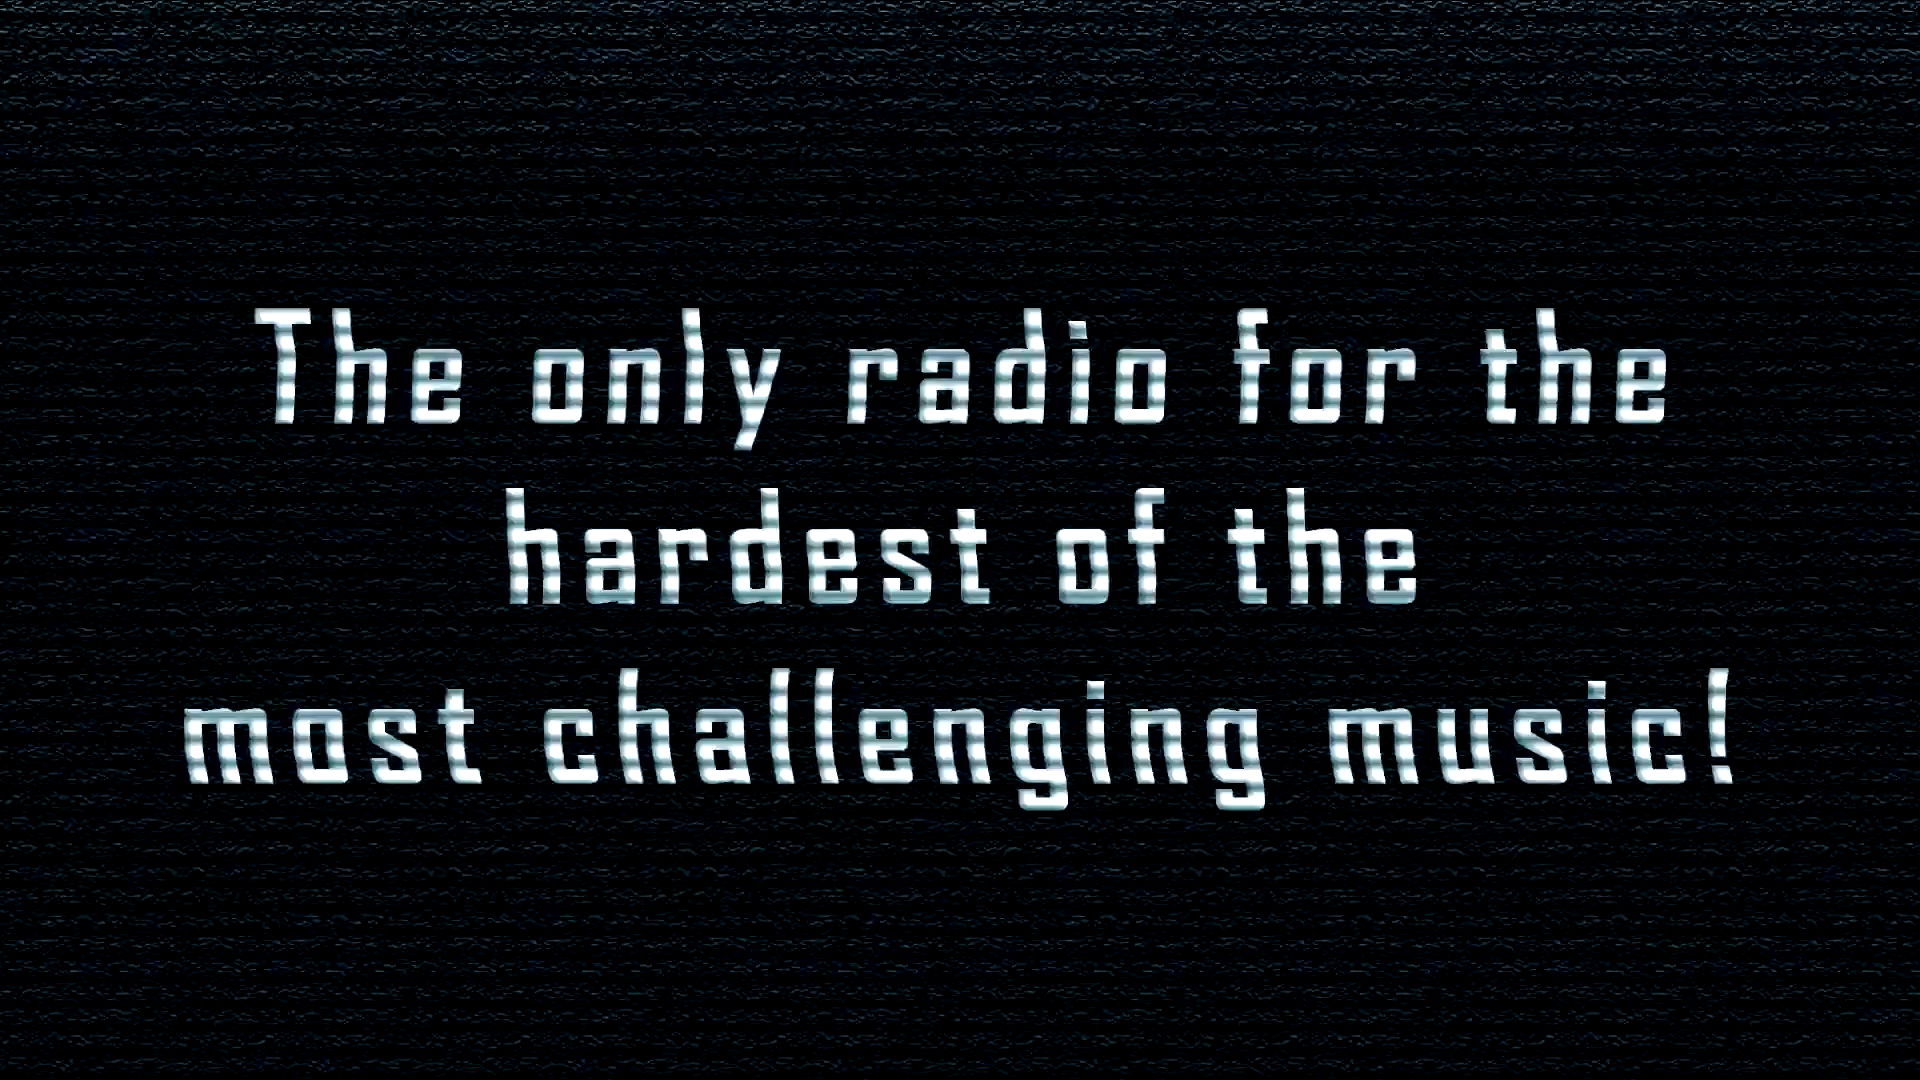 The only radio for the
hardest of the
most challenging music!